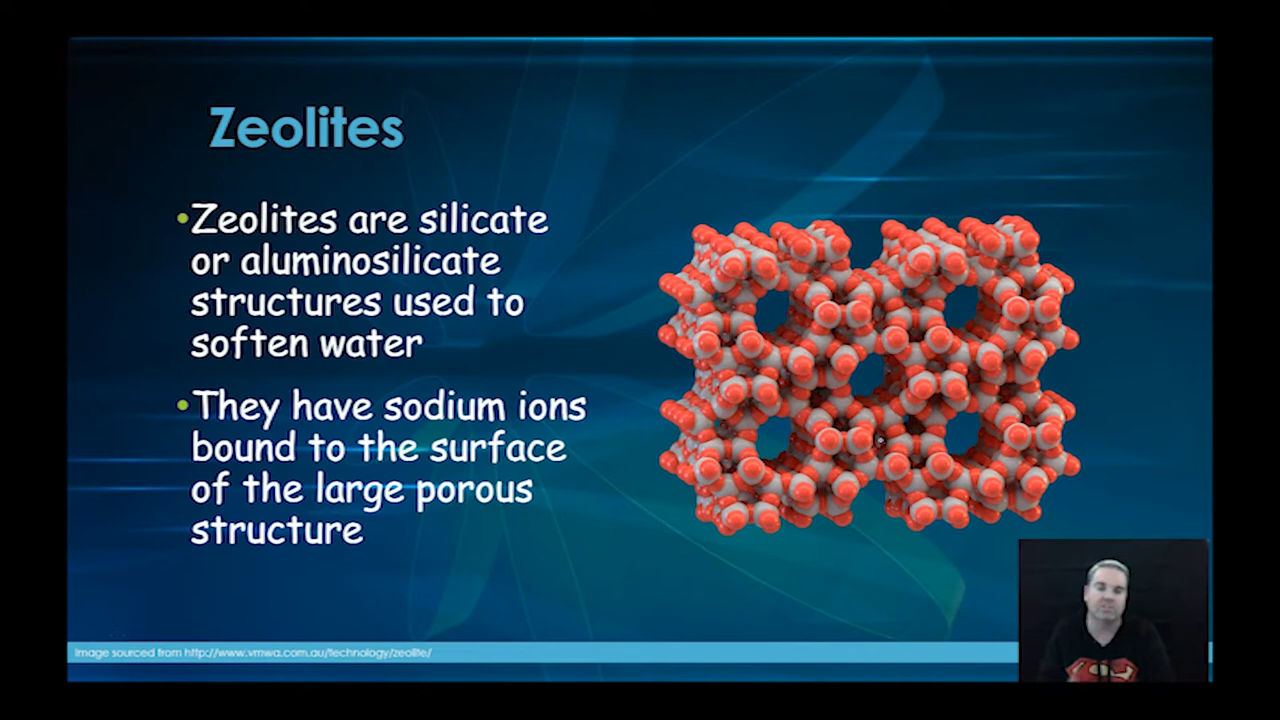 Zeolites
•Zeolites are silicate
or aluminosilicate
structures used to
soften water
•They have sodium ions
bound to the surface
of the large porous
structure
Image sourced from http://www.vmwa.com.au/technology/zeolite/